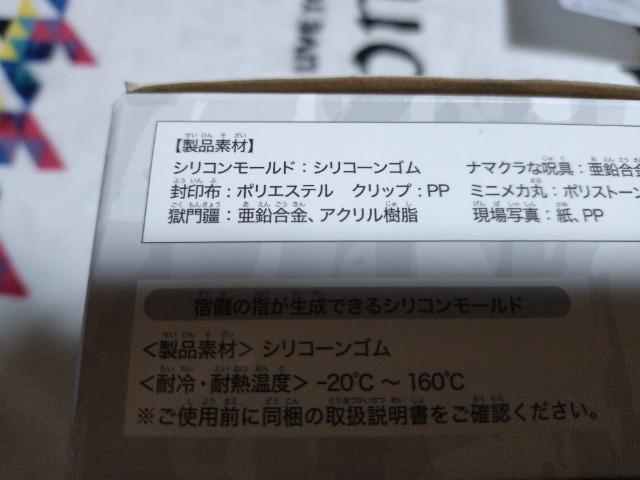 LIVE TO
on
【製品素材】
シリコンモールド：シリコーンゴム ナマクラな呪具：亜鉛合金
封印布：ポリエステル クリップ：PP ミニメカ丸：ポリストーン
獄門疆：亜鉛合金、アクリル樹脂 現場写真：紙、PP
宿儺の指が生成できるシリコンモールド
＜製品素材＞シリコーンゴム
＜耐冷・耐熱温度＞-20℃～160℃
※ご使用前に同梱の取扱説明書をご確認ください。